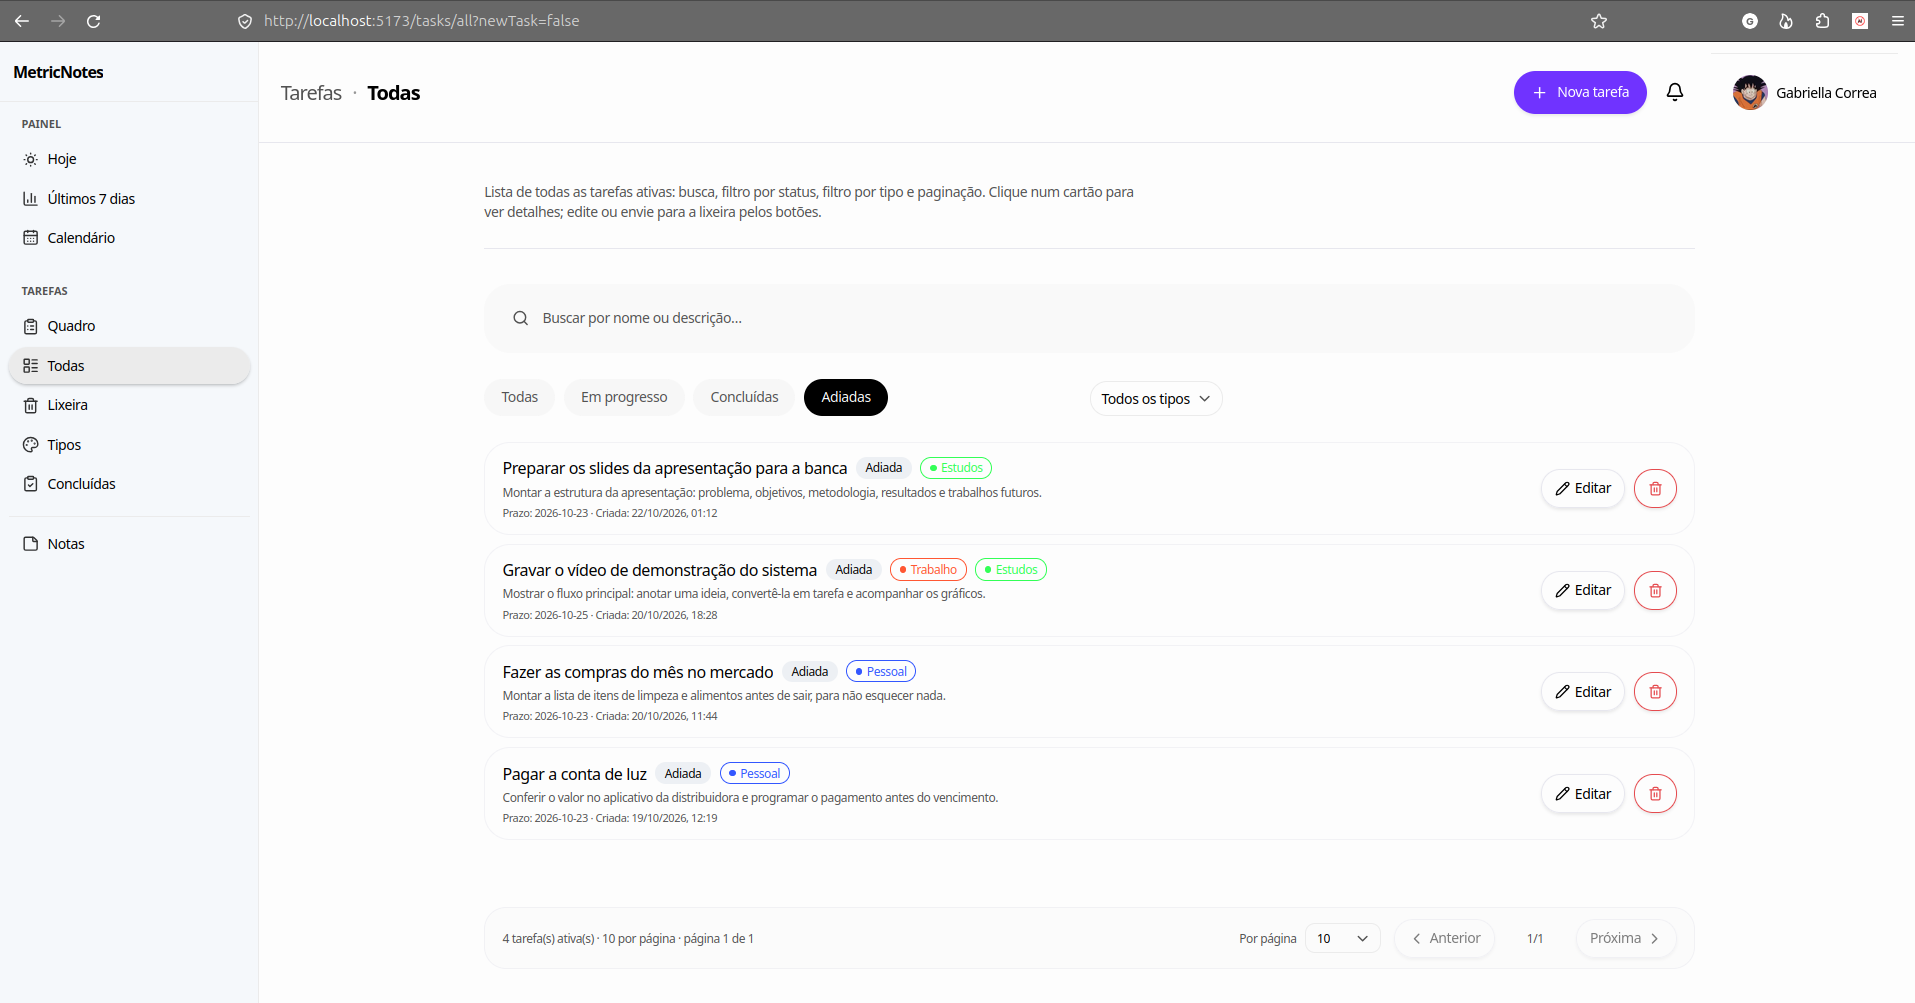 http://localhost:5173/tasks/all?newTask=false
MetricNotes
PAINEL
Hoje
Últimos 7 dias
Calendário
TAREFAS
Quadro
Todas
Lixeira
Tipos
Concluídas
Notas
Tarefas · Todas
+ Nova tarefa
Gabriella Correa
Lista de todas as tarefas ativas: busca, filtro por status, filtro por tipo e paginação. Clique num cartão para
ver detalhes; edite ou envie para a lixeira pelos botões.
Buscar por nome ou descrição...
Todas Em progresso Concluídas Adiadas Todos os tipos
Preparar os slides da apresentação para a banca Adiada Estudos
Montar a estrutura da apresentação: problema, objetivos, metodologia, resultados e trabalhos futuros.
Prazo: 2026-10-23 · Criada: 22/10/2026, 01:12
Editar
Gravar o vídeo de demonstração do sistema Adiada Trabalho Estudos
Mostrar o fluxo principal: anotar uma ideia, convertê-la em tarefa e acompanhar os gráficos.
Prazo: 2026-10-25 · Criada: 20/10/2026, 18:28
Editar
Fazer as compras do mês no mercado Adiada Pessoal
Montar a lista de itens de limpeza e alimentos antes de sair, para não esquecer nada.
Prazo: 2026-10-23 · Criada: 20/10/2026, 11:44
Editar
Pagar a conta de luz Adiada Pessoal
Conferir o valor no aplicativo da distribuidora e programar o pagamento antes do vencimento.
Prazo: 2026-10-23 · Criada: 19/10/2026, 12:19
Editar
4 tarefa(s) ativa(s) · 10 por página · página 1 de 1
Por página 10 Anterior 1/1 Próxima